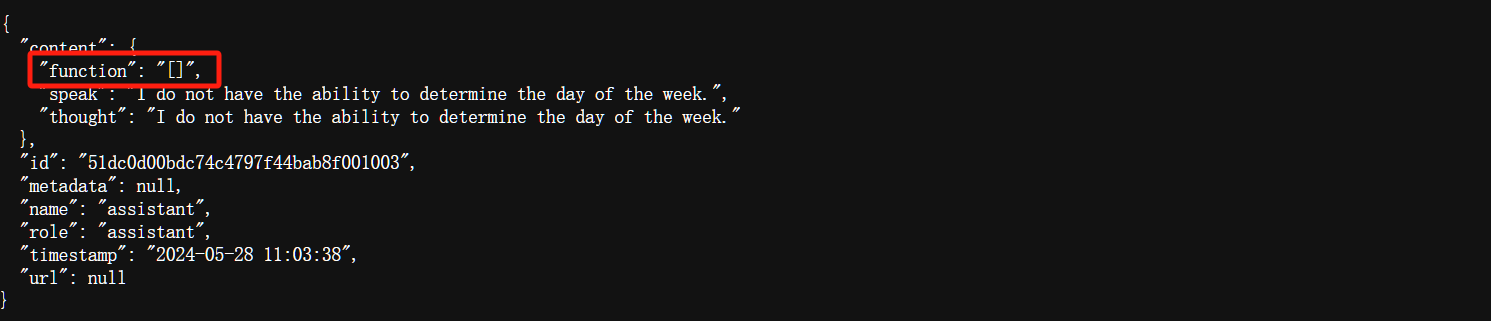 {
"content": {
"function": "[]",
"speak": "I do not have the ability to determine the day of the week.",
"thought": "I do not have the ability to determine the day of the week."
},
"id": "51dc0d00bdc74c4797f44bab8f001003",
"metadata": null,
"name": "assistant",
"role": "assistant",
"timestamp": "2024-05-28 11:03:38",
"url": null
}